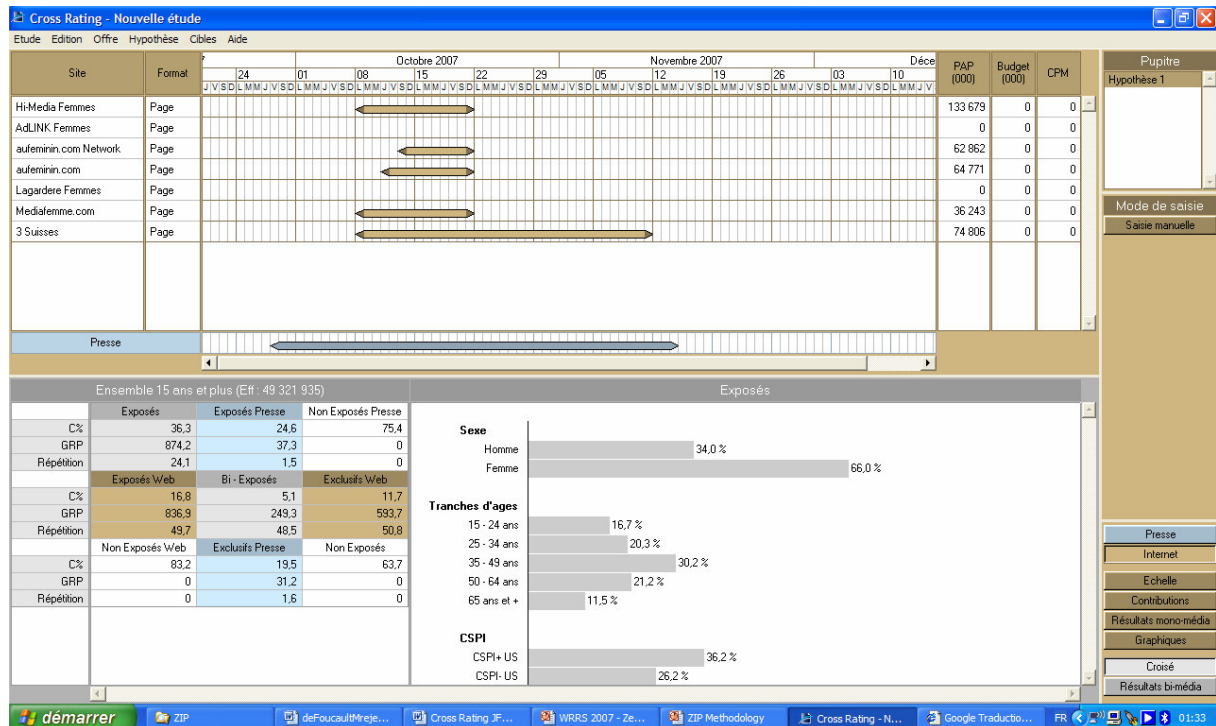 Cross Rating - Nouvelle étude
Etude Edition Offre Hypothèse Cibles Aide
Site Format Octobre 2007 Novembre 2007 Déce PAP (000) Budget (000) CPM
24 01 08 15 22 29 05 12 19 26 03 10
J V S D L M M J V S D L M M J V S D L M M J V S D L M M J V S D L M M J V S D L M M J V S D L M M J V S D L M M J V S D L M M J V S D L M M J V S D L M M J V S
Hi-Media Femmes Page 133 679 0 0
AdLINK Femmes Page 0 0 0
aufeminin.com Network Page 62 862 0 0
aufeminin.com Page 64 771 0 0
Lagardere Femmes Page 0 0 0
Mediafemme.com Page 36 243 0 0
3 Suisses Page 74 806 0 0
Presse
Pupitre
Hypothèse 1
Mode de saisie
Saisie manuelle
Ensemble 15 ans et plus (Eff : 49 321 935)
Exposés Exposés Presse Non Exposés Presse
C% 36,3 24,6 75,4
GRP 874,2 37,3 0
Répétition 24,1 1,5 0
Exposés Web Bi - Exposés Exclusifs Web
C% 16,8 5,1 11,7
GRP 836,9 249,3 593,7
Répétition 49,7 48,5 50,8
Non Exposés Web Exclusifs Presse Non Exposés
C% 83,2 19,5 63,7
GRP 0 31,2 0
Répétition 0 1,6 0
Exposés
Sexe
Homme 34,0 %
Femme 66,0 %
Tranches d'ages
15 - 24 ans 16,7 %
25 - 34 ans 20,3 %
35 - 49 ans 30,2 %
50 - 64 ans 21,2 %
65 ans et + 11,5 %
CSPI
CSPI+ US 36,2 %
CSPI- US 26,2 %
Presse
Internet
Echelle
Contributions
Résultats mono-média
Graphiques
Croisé
Résultats bi-média
démarrer ZIP deFoucaultMreje... Cross Rating JF... WRRS 2007 - Ze... ZIP Methodology Cross Rating - N... Google Traductio... FR 01:33